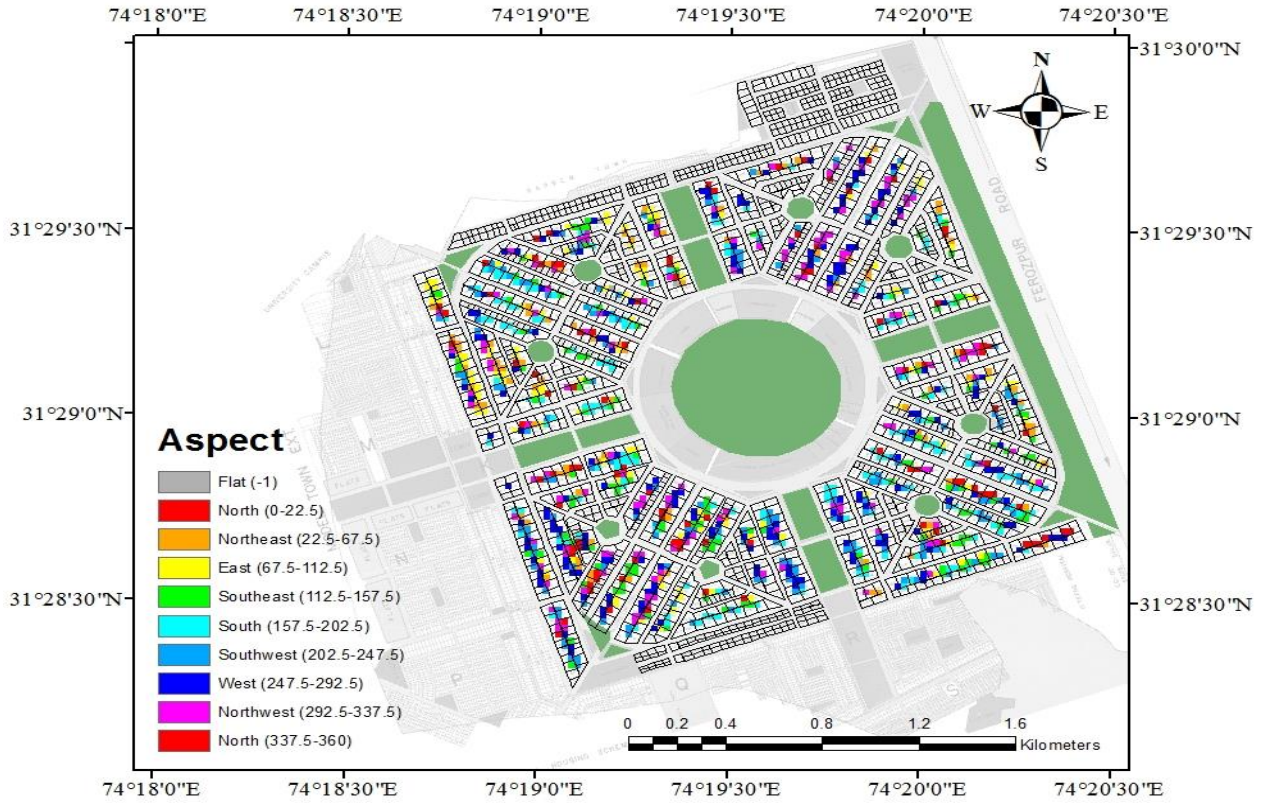 74°18'0"E 74°18'30"E 74°19'0"E 74°19'30"E 74°20'0"E 74°20'30"E
31°30'0"N
N
W E
S
ROAD
FEROZPUR
31°29'30"N 31°29'30"N
UNIVERSITY CAMPUS
L
31°29'0"N 31°29'0"N
Aspect
M
K
Flat (-1)
North (0-22.5)
Northeast (22.5-67.5)
East (67.5-112.5)
Southeast (112.5-157.5)
South (157.5-202.5)
Southwest (202.5-247.5)
West (247.5-292.5)
Northwest (292.5-337.5)
North (337.5-360)
N
31°28'30"N 31°28'30"N
R
P
Q
S
0 0.2 0.4 0.8 1.2 1.6
Kilometers
74°18'0"E 74°18'30"E 74°19'0"E 74°19'30"E 74°20'0"E 74°20'30"E